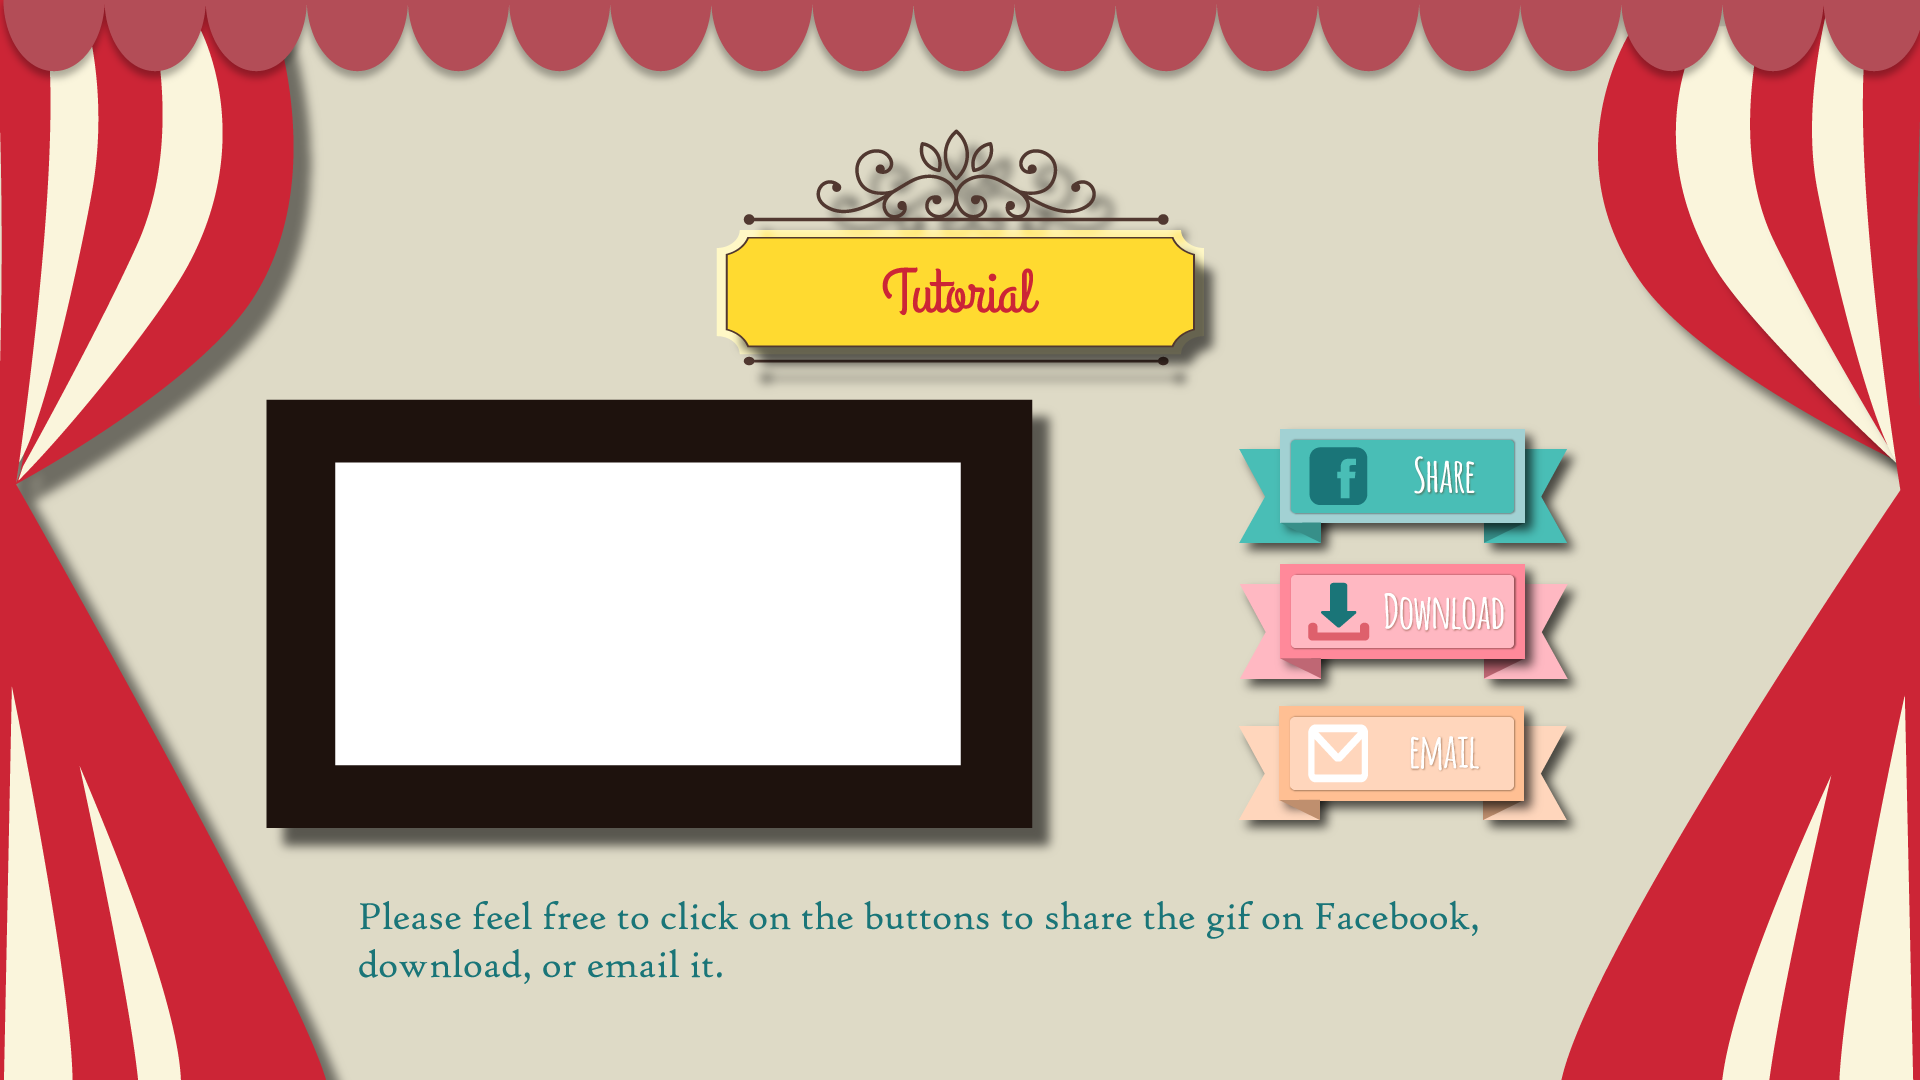 Tutorial
Share
Download
email
Please feel free to click on the buttons to share the gif on Facebook,
download, or email it.